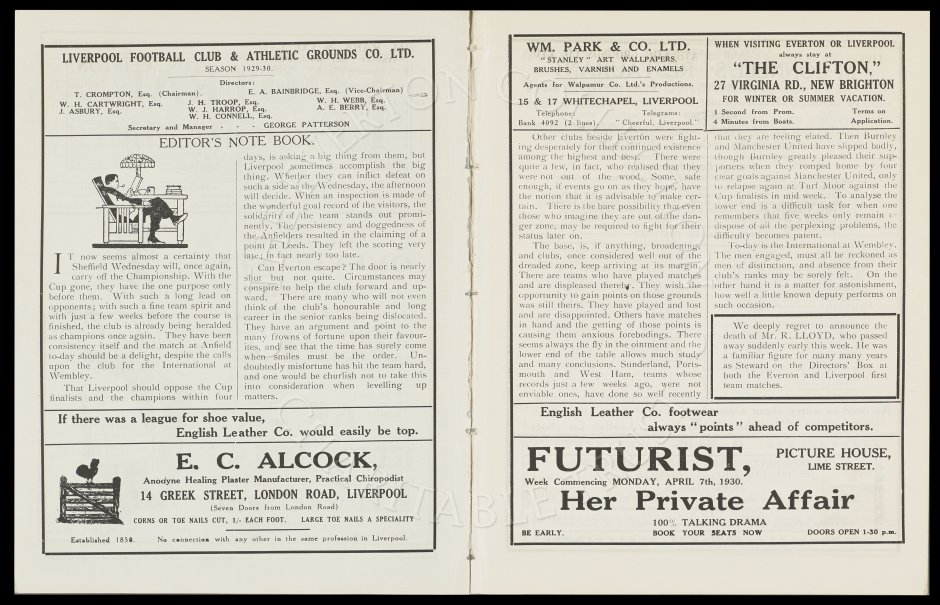 LIVERPOOL FOOTBALL CLUB & ATHLETIC GROUNDS CO. LTD.
SEASON 1929-30.
Directors:
T. CROMPTON, Esq. (Chairman). E. A. BAINBRIDGE, Esq. (Vice-Chairman)
W. H. CARTWRIGHT, Esq. J. H. TROOP, Esq. W. H. WEBB, Esq.
J. ASBURY, Esq. W. J. HARROP, Esq. A. E. BERRY, Esq.
W. H. CONNELL, Esq.
Secretary and Manager - - - GEORGE PATTERSON
EDITOR'S NOTE BOOK.
IT now seems almost a certainty that
Sheffield Wednesday will, once again,
carry off the Championship. With the
Cup gone, they have the one purpose only
before them. With such a long lead on
opponents; with such a fine team spirit and
with just a few weeks before the course is
finished, the club is already being heralded
as champions once again. They have been
consistency itself and the match at Anfield
to-day should be a delight, despite the calls
upon the club for the International at
Wembley.
That Liverpool should oppose the Cup
finalists and the champions within four
days, is asking a big thing from them, but
Liverpool sometimes accomplish the big
thing. Whether they can inflict defeat on
such a side as the Wednesday, the afternoon
will decide. When an inspection is made of
the wonderful goal record of the visitors, the
solidarity of the team stands out promi-
nently. The persistency and doggedness of
the Anfielders resulted in the claiming of a
point at Leeds. They left the scoring very
late; in fact nearly too late.
Can Everton escape? The door is nearly
shut but not quite. Circumstances may
conspire to help the club forward and up-
ward. There are many who will not even
think of the club's honourable and long
career in the senior ranks being dislocated.
They have an argument and point to the
many frowns of fortune upon their favour-
ites, and see that the time has surely come
when smiles must be the order. Un-
doubtedly misfortune has hit the team hard,
and one would be churlish not to take this
into consideration when levelling up
matters.
If there was a league for shoe value,
English Leather Co. would easily be top.
E. C. ALCOCK,
Anodyne Healing Plaster Manufacturer, Practical Chiropodist
14 GREEK STREET, LONDON ROAD, LIVERPOOL
(Seven Doors from London Road)
CORNS OR TOE NAILS CUT, 1/- EACH FOOT. LARGE TOE NAILS A SPECIALITY
Established 1850. No connection with any other in the same profession in Liverpool.
WM. PARK & CO. LTD.
"STANLEY" ART WALLPAPERS.
BRUSHES, VARNISH AND ENAMELS
Agents for Walpamur Co. Ltd.'s Productions.
15 & 17 WHITECHAPEL, LIVERPOOL
Telephone: Telegrams:
Bank 4092 (2 lines). "Cheerful, Liverpool."
WHEN VISITING EVERTON OR LIVERPOOL
always stay at
"THE CLIFTON,"
27 VIRGINIA RD., NEW BRIGHTON
FOR WINTER OR SUMMER VACATION.
1 Second from Prom. Terms on
4 Minutes from Boats. Application.
Other clubs beside Everton were fight-
ing desperately for their continued existence
among the highest and best. There were
quite a few, in fact, who realised that they
were not out of the wood. Some, safe
enough, if events go on as they hope, have
the notion that it is advisable to make cer-
tain. There is the bare possibility that even
those who imagine they are out of the dan-
ger zone, may be required to fight for their
status later on.
The base, is, if anything, broadening,
and clubs, once considered well out of the
dreaded zone, keep arriving at its margin.
There are teams who have played matches
and are displeased thereby. They wish the
opportunity to gain points on those grounds
was still theirs. They have played and lost
and are disappointed. Others have matches
in hand and the getting of those points is
causing them anxious forebodings. There
seems always the fly in the ointment and the
lower end of the table allows much study
and many conclusions. Sunderland, Ports-
mouth and West Ham, teams whose
records just a few weeks ago, were not
enviable ones, have done so well recently
that they are feeling elated. Then Burnley
and Manchester United have slipped badly,
though Burnley greatly pleased their sup-
porters when they romped home by four
clear goals against Manchester United, only
to relapse again at Turf Moor against the
Cup finalists in mid week. To analyse the
lower end is a difficult task for when one
remembers that five weeks only remain to
dispose of all the perplexing problems, the
difficulty becomes patent.
To-day is the International at Wembley.
The men engaged, must all be reckoned as
men of distinction, and absence from their
club's ranks may be sorely felt. On the
other hand it is a matter for astonishment,
how well a little known deputy performs on
such occasion.
We deeply regret to announce the
death of Mr. R. LLOYD, who passed
away suddenly early this week. He was
a familiar figure for many many years
as Steward on the Directors' Box at
both the Everton and Liverpool first
team matches.
English Leather Co. footwear
always "points" ahead of competitors.
FUTURIST, PICTURE HOUSE,
LIME STREET.
Week Commencing MONDAY, APRIL 7th, 1930.
Her Private Affair
100% TALKING DRAMA
BE EARLY. BOOK YOUR SEATS NOW DOORS OPEN 1-30 p.m.